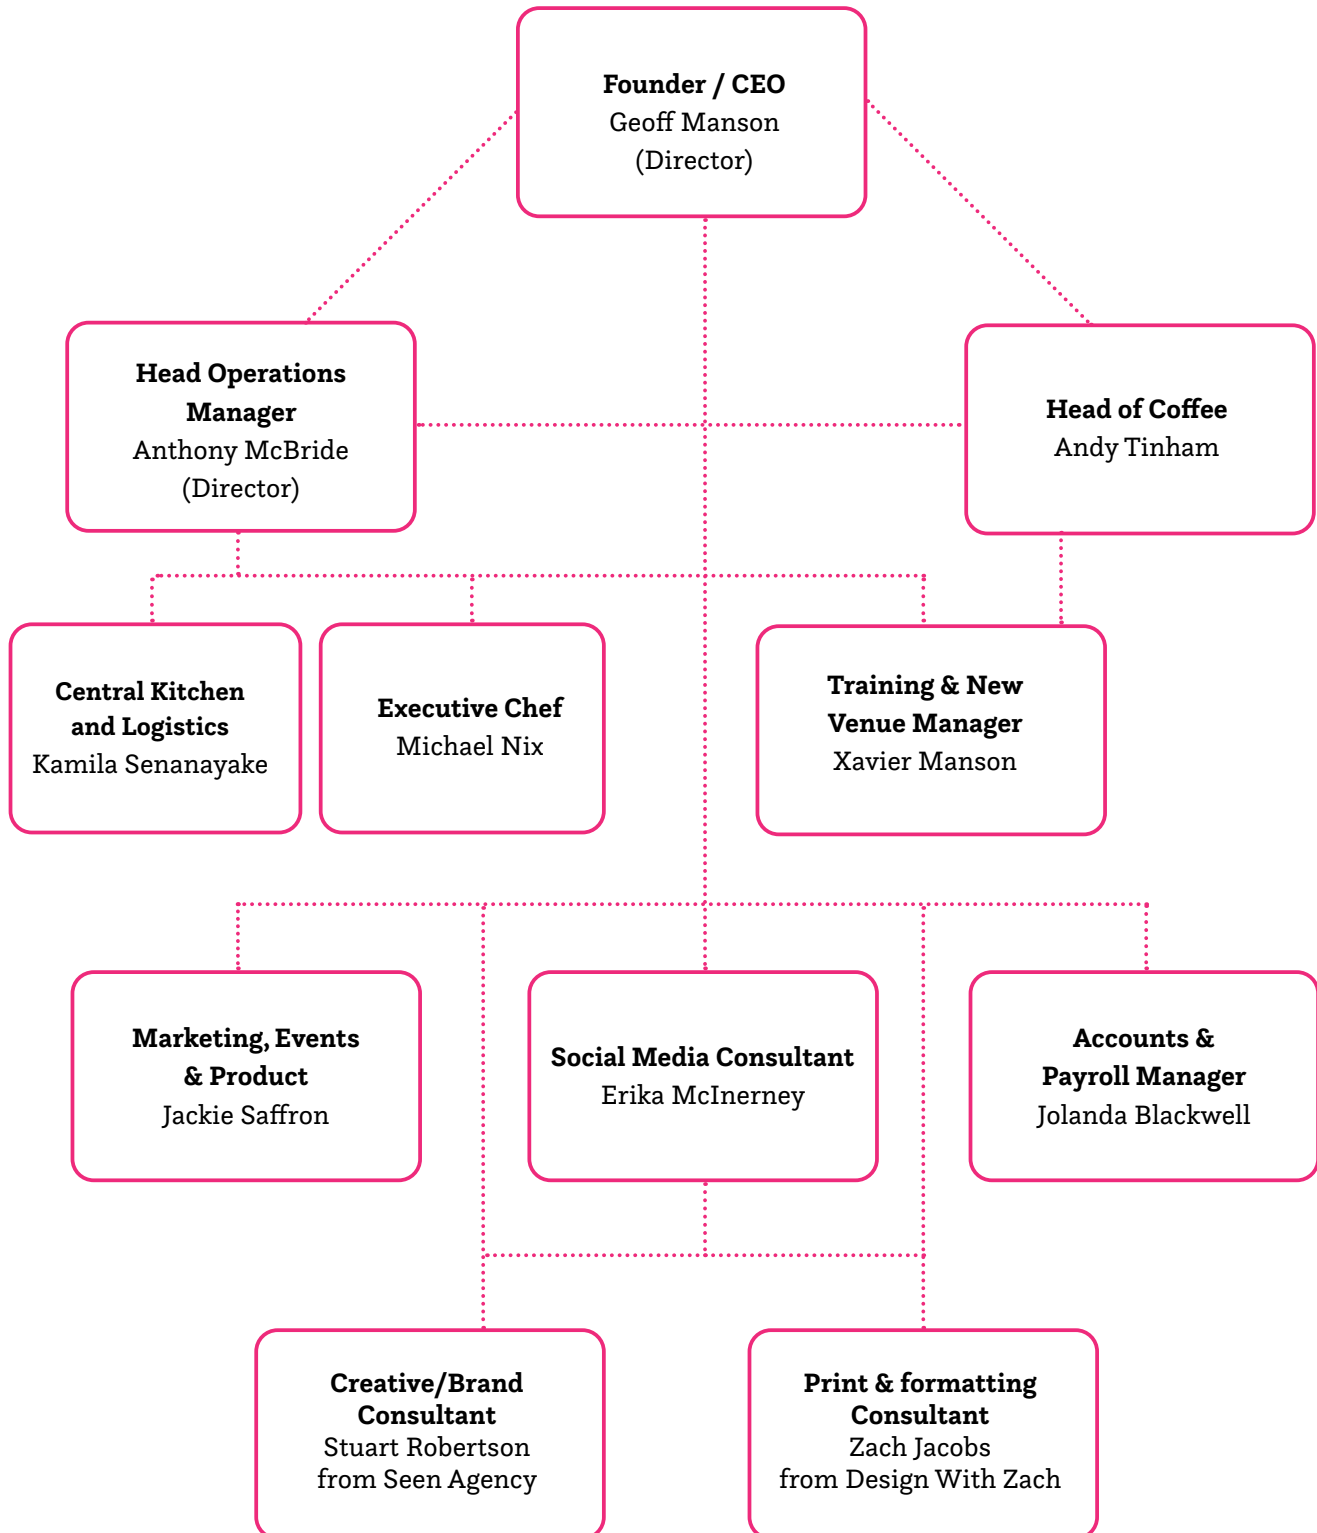 Founder / CEO
Geoff Manson
(Director)
Head Operations
Manager
Anthony McBride
(Director)
Head of Coffee
Andy Tinham
Central Kitchen
and Logistics
Kamila Senanayake
Executive Chef
Michael Nix
Training & New
Venue Manager
Xavier Manson
Marketing, Events
& Product
Jackie Saffron
Social Media Consultant
Erika McInerney
Accounts &
Payroll Manager
Jolanda Blackwell
Creative/Brand
Consultant
Stuart Robertson
from Seen Agency
Print & formatting
Consultant
Zach Jacobs
from Design With Zach